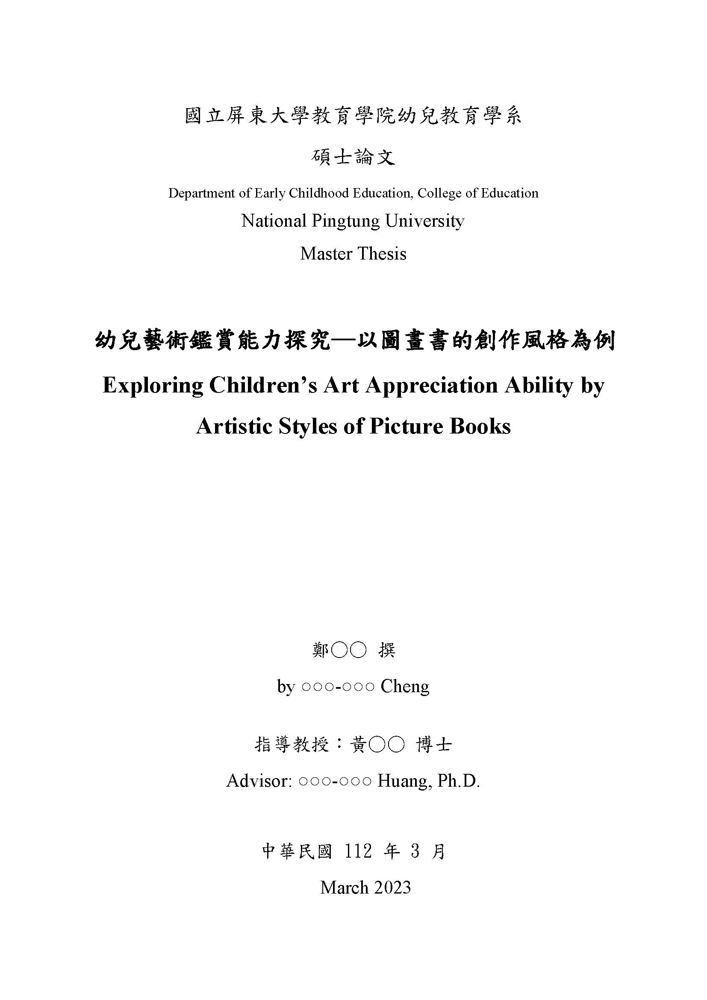 國立屏東大學教育學院幼兒教育學系
碩士論文
Department of Early Childhood Education, College of Education
National Pingtung University
Master Thesis
幼兒藝術鑑賞能力探究—以圖畫書的創作風格為例
Exploring Children’s Art Appreciation Ability by
Artistic Styles of Picture Books
鄭○○ 撰
by ○○○-○○○ Cheng
指導教授：黃○○ 博士
Advisor: ○○○-○○○ Huang, Ph.D.
中華民國 112 年 3 月
March 2023